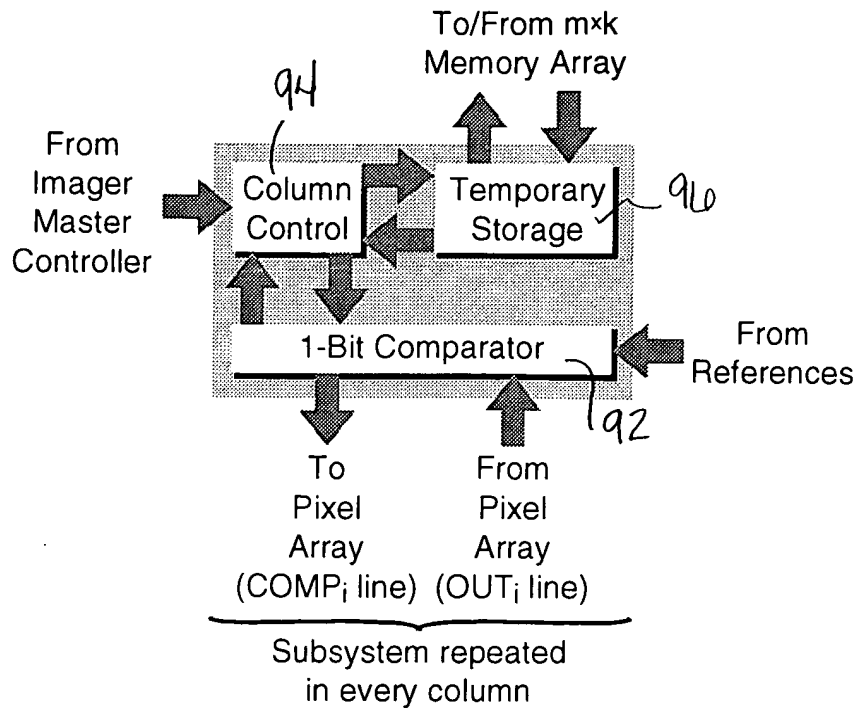 To/From m×k
Memory Array
94
From
Imager
Master
Controller
Column
Control
Temporary
Storage
96
1-Bit Comparator
From
References
92
To
Pixel
Array
(COMPi line)
From
Pixel
Array
(OUTi line)
Subsystem repeated
in every column